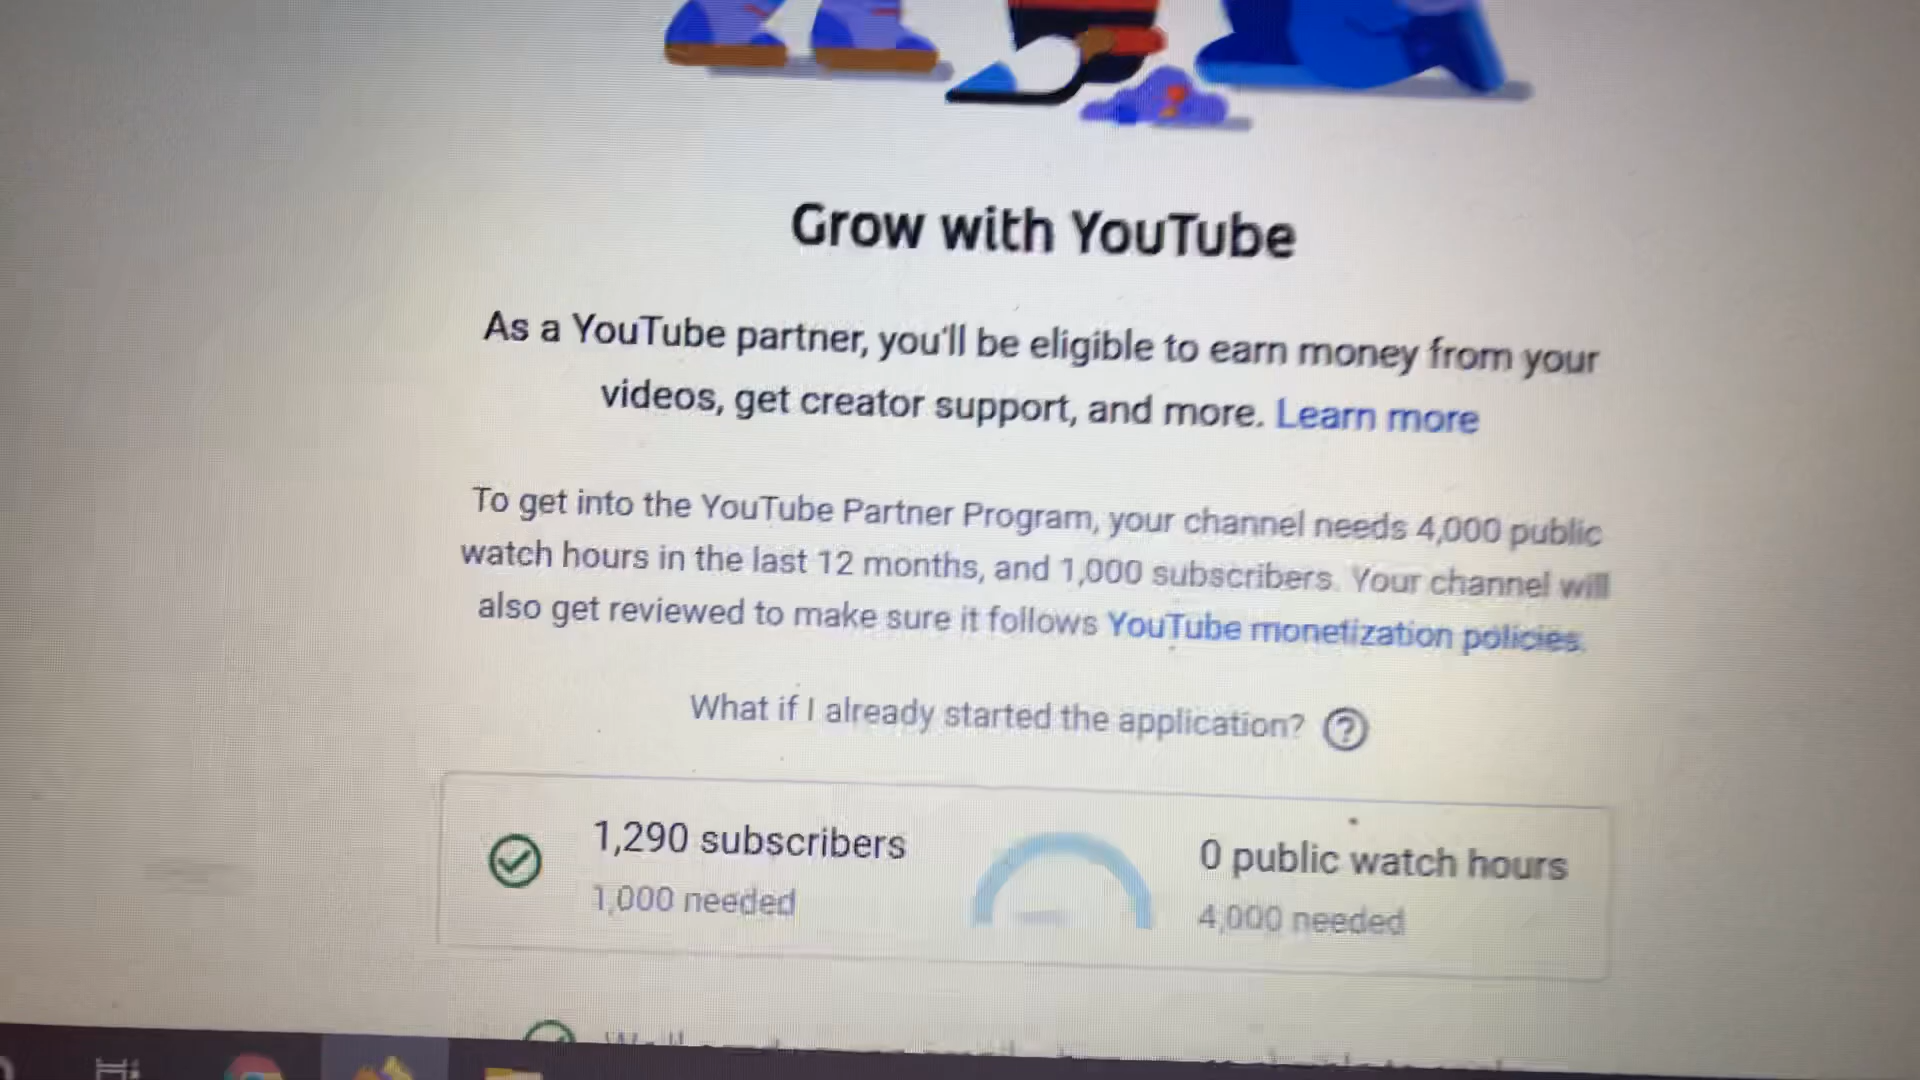 Grow with YouTube
As a YouTube partner, you'll be eligible to earn money from your
videos, get creator support, and more. Learn more
To get into the YouTube Partner Program, your channel needs 4,000 public
watch hours in the last 12 months, and 1,000 subscribers. Your channel will
also get reviewed to make sure it follows YouTube monetization policies.
What if I already started the application?
1,290 subscribers
1,000 needed
0 public watch hours
4,000 needed